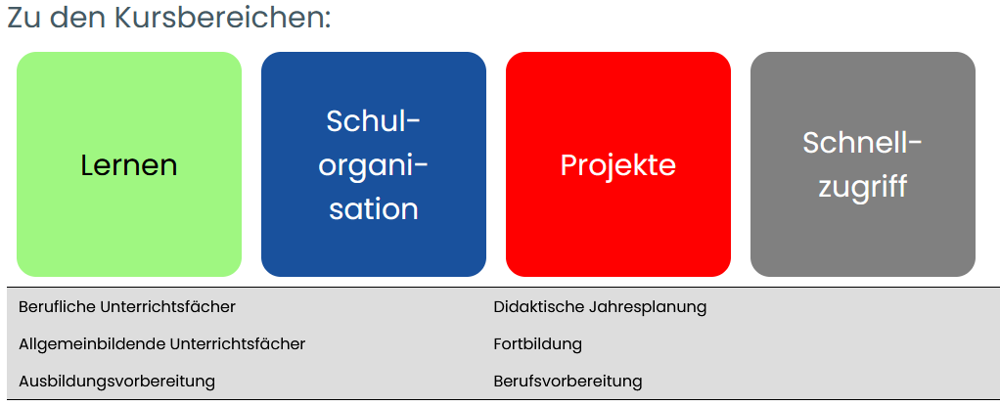 Zu den Kursbereichen:
Lernen
Schul-
organi-
sation
Projekte
Schnell-
zugriff
Berufliche Unterrichtsfächer
Didaktische Jahresplanung
Allgemeinbildende Unterrichtsfächer
Fortbildung
Ausbildungsvorbereitung
Berufsvorbereitung